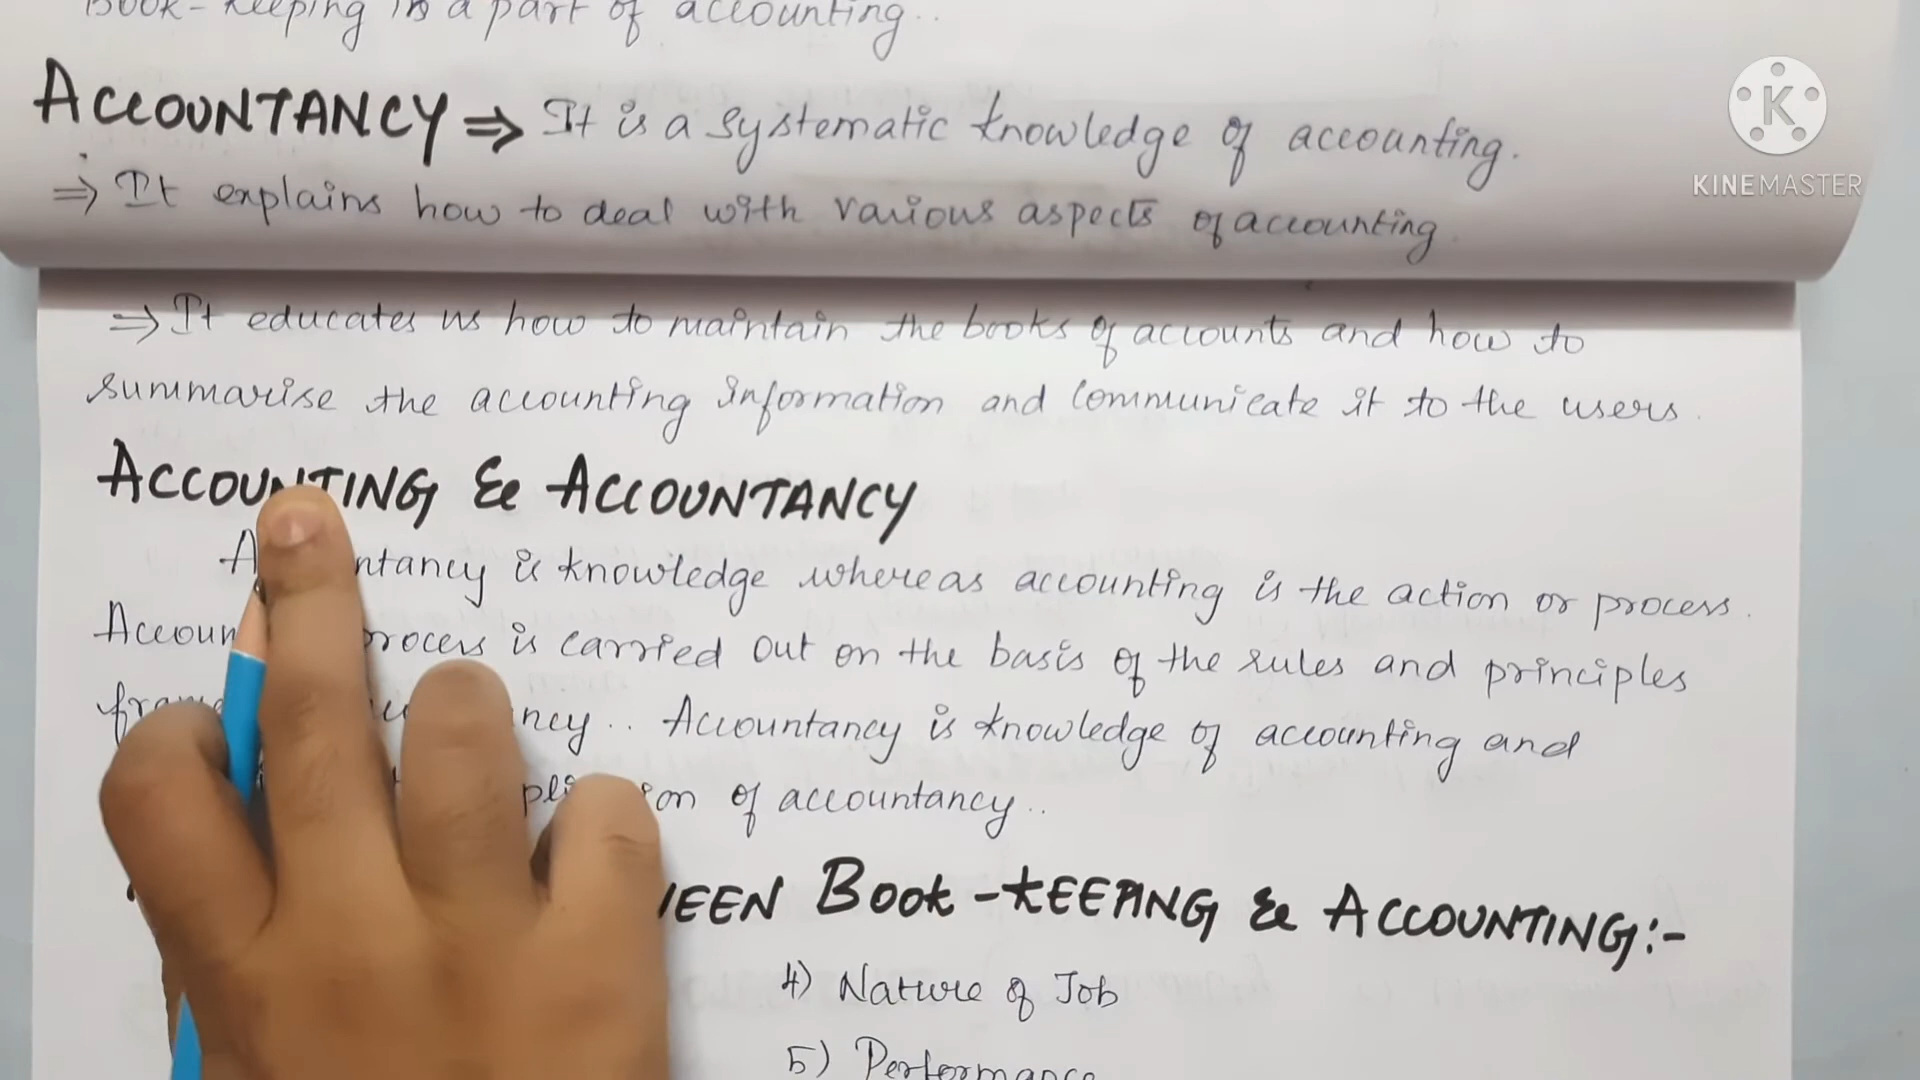 Book-keeping is a part of accounting..
ACCOUNTANCY ⇒ It is a systematic knowledge of accounting.
⇒ It explains how to deal with various aspects of accounting.
KINEMASTER
⇒ It educates us how to maintain the books of accounts and how to
summarise the accounting information and communicate it to the users.
ACCOUNTING & ACCOUNTANCY
ntancy is knowledge whereas accounting is the action or process.
Accoun process is carried out on the basis of the rules and principles
ncy.. Accountancy is knowledge of accounting and
on of accountancy..
EEN BOOK-KEEPING & ACCOUNTING:-
4) Nature of Job
5) Performance